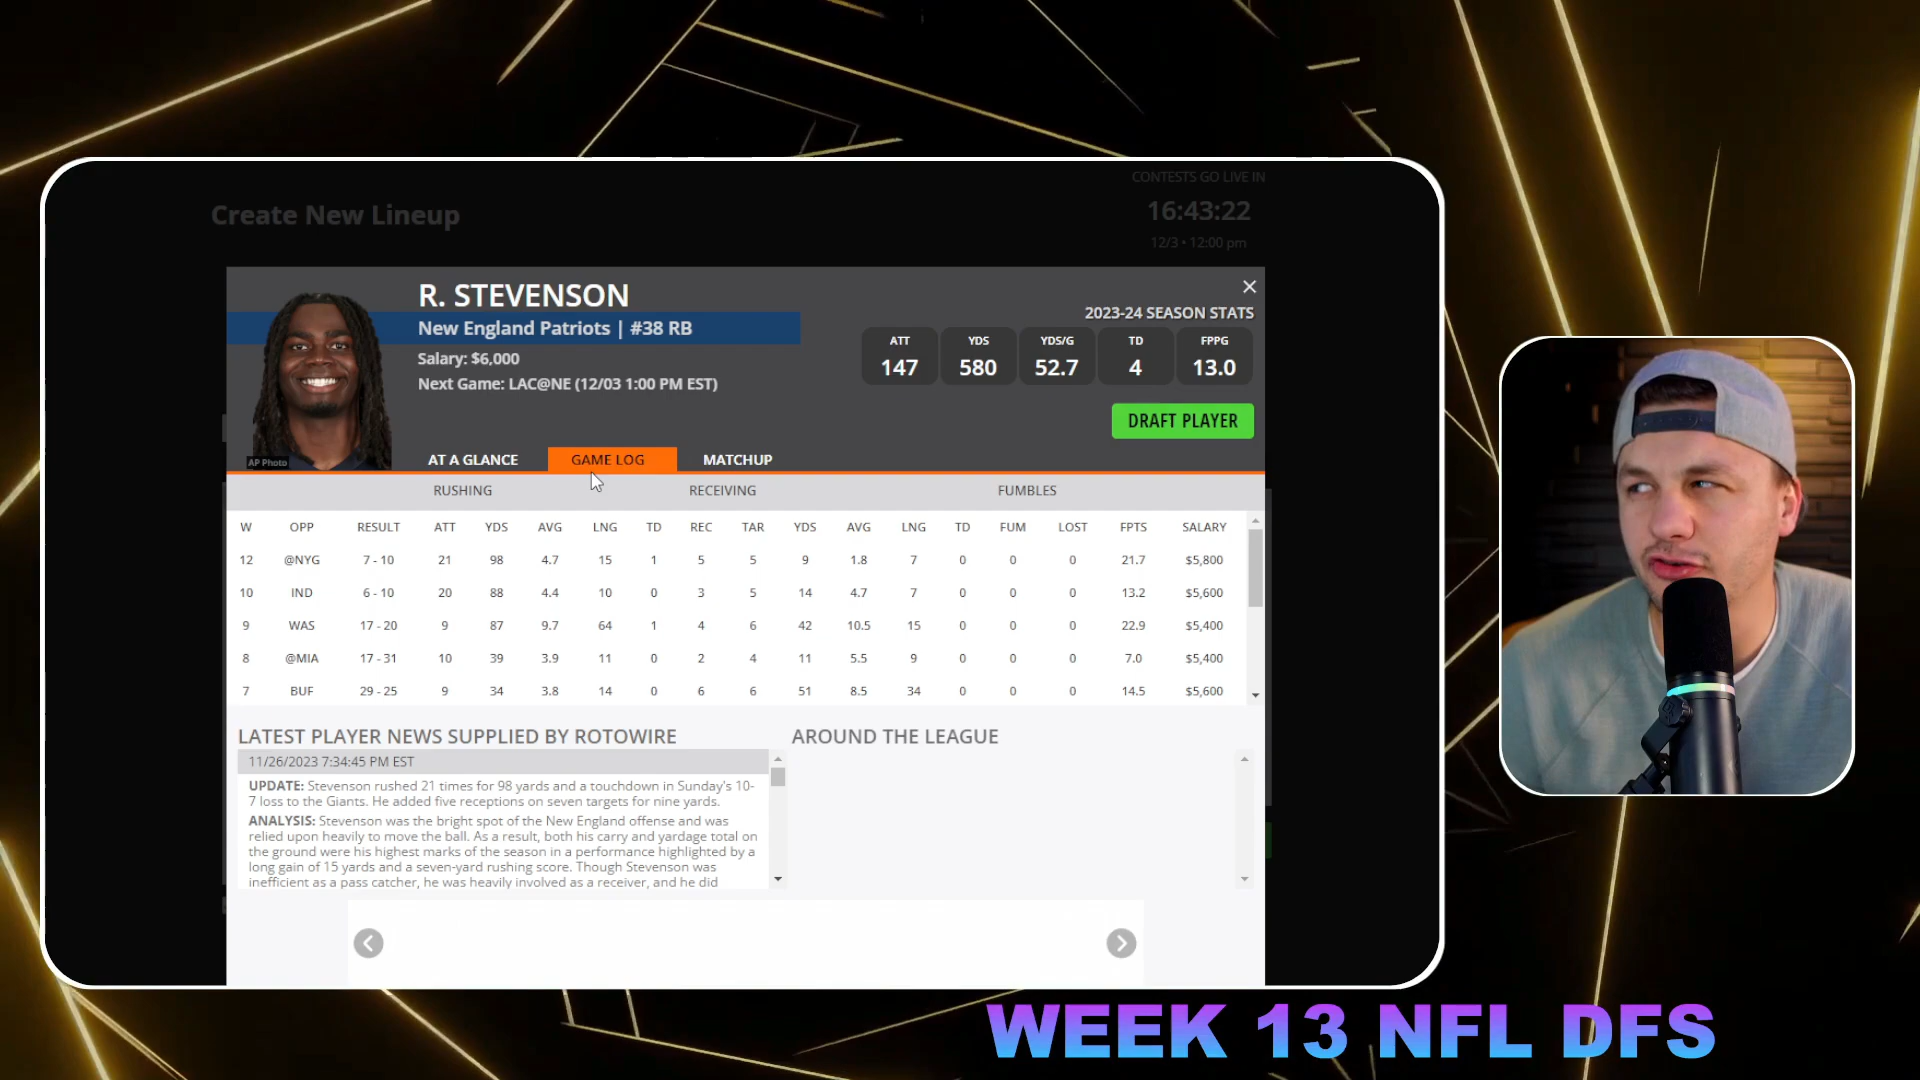 CONTESTS GO LIVE IN
Create New Lineup
16:43:22
12/3 • 12:00 pm
R. STEVENSON
New England Patriots | #38 RB
Salary: $6,000
Next Game: LAC@NE (12/03 1:00 PM EST)
2023-24 SEASON STATS
ATT YDS YDS/G TD FPPG
147 580 52.7 4 13.0
DRAFT PLAYER
AP Photo
AT A GLANCE GAME LOG MATCHUP
RUSHING RECEIVING FUMBLES
W OPP RESULT ATT YDS AVG LNG TD REC TAR YDS AVG LNG TD FUM LOST FPTS SALARY
12 @NYG 7 - 10 21 98 4.7 15 1 5 5 9 1.8 7 0 0 0 21.7 $5,800
10 IND 6 - 10 20 88 4.4 10 0 3 5 14 4.7 7 0 0 0 13.2 $5,600
9 WAS 17 - 20 9 87 9.7 64 1 4 6 42 10.5 15 0 0 0 22.9 $5,400
8 @MIA 17 - 31 10 39 3.9 11 0 2 4 11 5.5 9 0 0 0 7.0 $5,400
7 BUF 29 - 25 9 34 3.8 14 0 6 6 51 8.5 34 0 0 0 14.5 $5,600
LATEST PLAYER NEWS SUPPLIED BY ROTOWIRE
11/26/2023 7:34:45 PM EST
UPDATE: Stevenson rushed 21 times for 98 yards and a touchdown in Sunday's 10-
7 loss to the Giants. He added five receptions on seven targets for nine yards.
ANALYSIS: Stevenson was the bright spot of the New England offense and was
relied upon heavily to move the ball. As a result, both his carry and yardage total on
the ground were his highest marks of the season in a performance highlighted by a
long gain of 15 yards and a seven-yard rushing score. Though Stevenson was
inefficient as a pass catcher, he was heavily involved as a receiver, and he did
AROUND THE LEAGUE
WEEK 13 NFL DFS